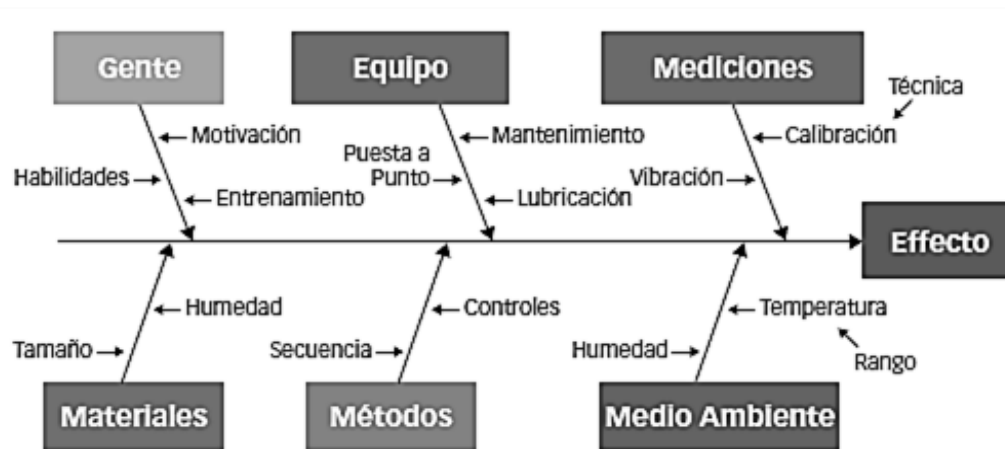 Gente
Equipo
Mediciones
Técnica
Motivación
Mantenimiento
Calibración
Habilidades
Puesta a
Punto
Vibración
Entrenamiento
Lubricación
Effecto
Humedad
Controles
Temperatura
Tamaño
Secuencia
Humedad
Rango
Materiales
Métodos
Medio Ambiente